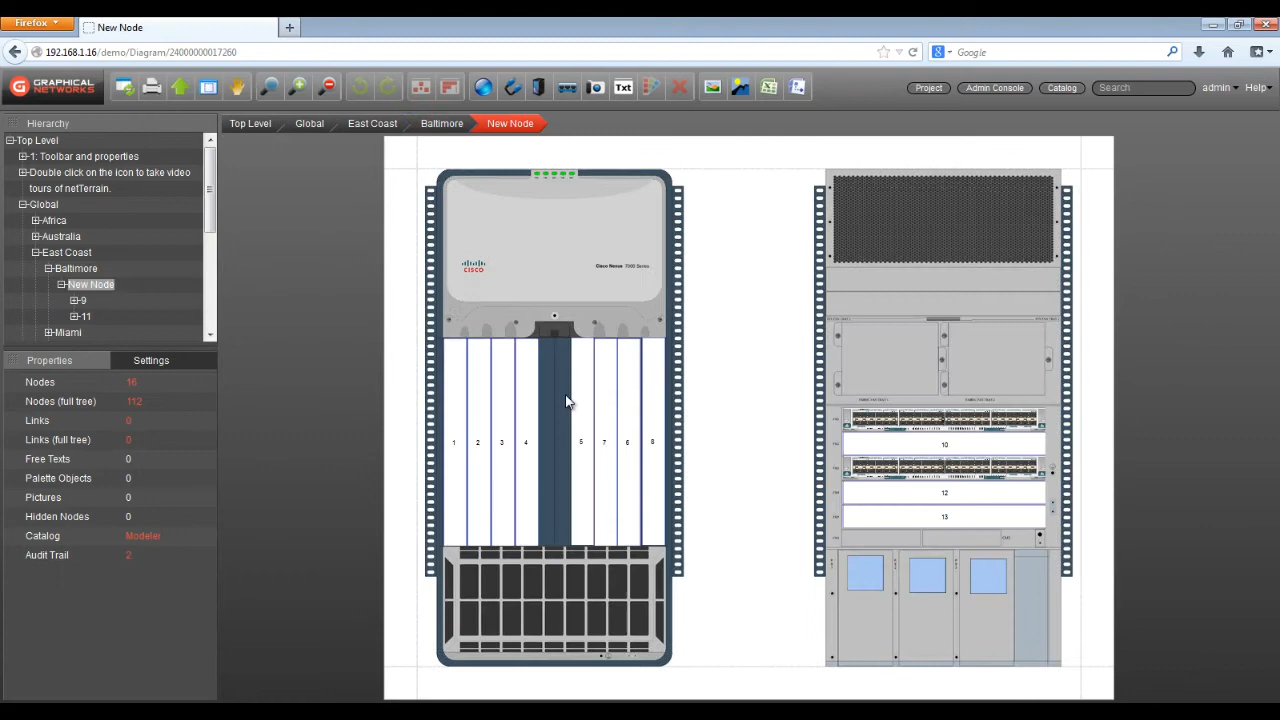 Firefox
New Node
192.168.1.16/demo/Diagram/24000000017260
Google
GRAPHICAL
NETWORKS
Txt
Project
Admin Console
Catalog
Search
admin
Help
Hierarchy
Top Level
Global
East Coast
Baltimore
New Node
Top Level
1: Toolbar and properties
Double click on the icon to take video
tours of netTerrain.
Global
Africa
Australia
East Coast
Baltimore
New Node
9
11
Miami
Properties
Settings
Nodes 16
Nodes (full tree) 112
Links 0
Links (full tree) 0
Free Texts 0
Palette Objects 0
Pictures 0
Hidden Nodes 0
Catalog Modeler
Audit Trail 2
CISCO
Cisco Nexus 7000 Series
1 2 3 4 5 7 6 8
10
12
13